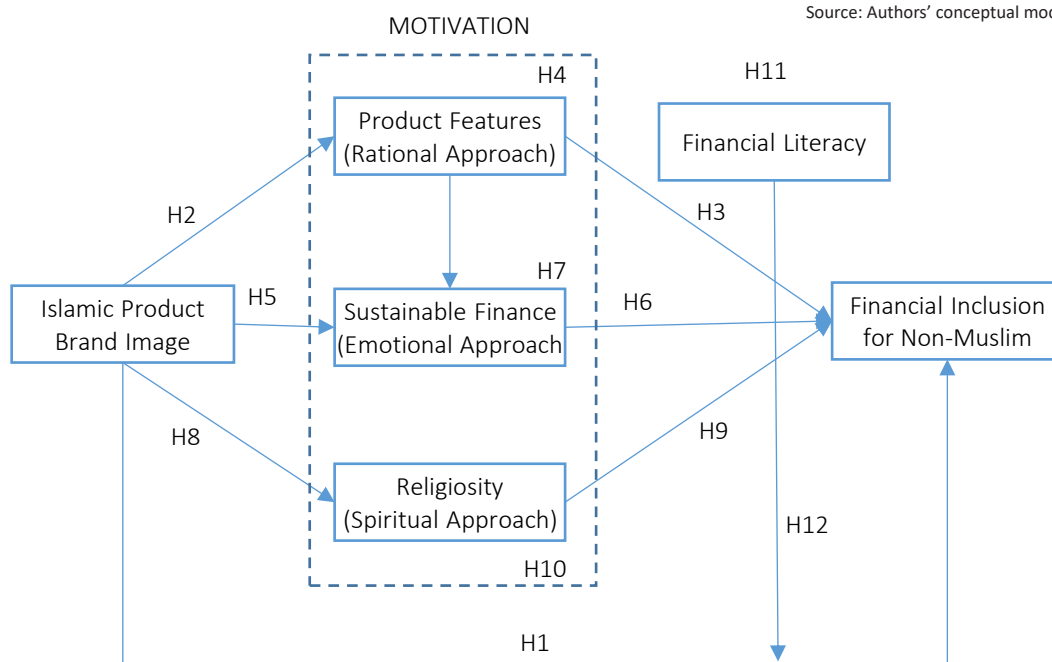 Source: Authors' conceptual
MOTIVATION
H4
H11
Product Features
(Rational Approach)
Financial Literacy
H2
H3
H7
Islamic Product
Brand Image
H5
Sustainable Finance
(Emotional Approach
H6
Financial Inclusion
for Non-Muslim
H8
H9
Religiosity
(Spiritual Approach)
H12
H10
H1